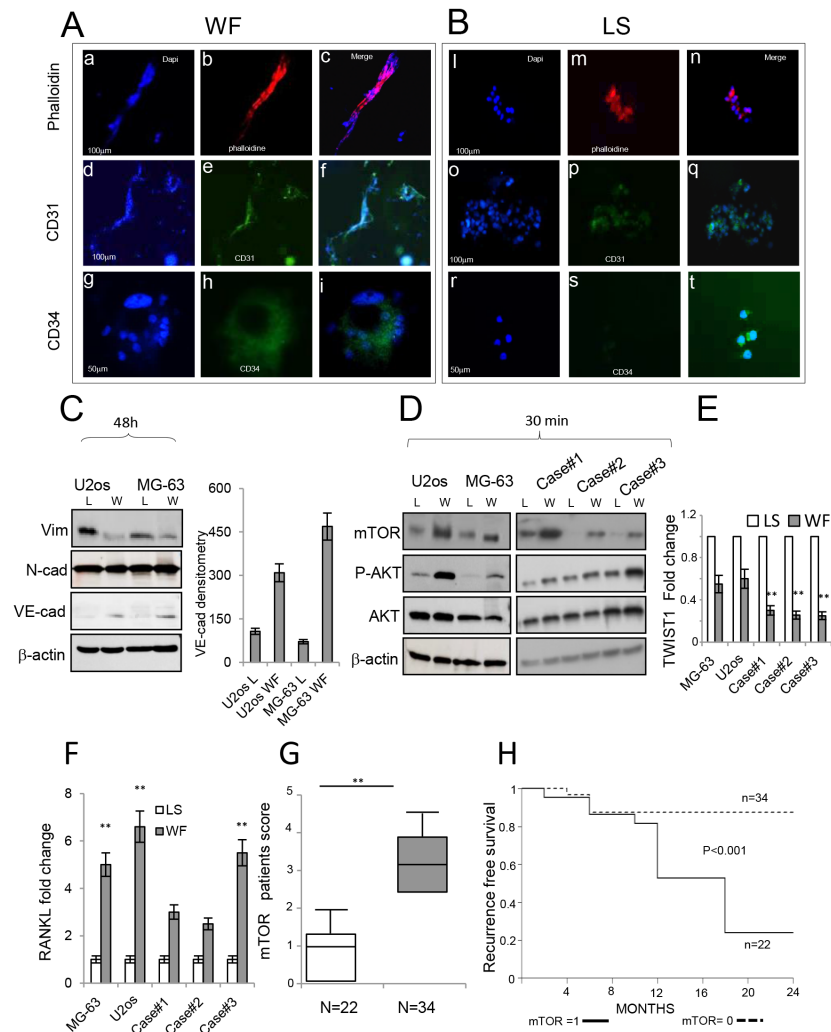 A WF
B LS
a Dapi
b phalloidine
c Merge
l Dapi
m phalloidine
n Merge
Phalloidin
100µm
100µm
d
e CD31
f
o
p CD31
q
CD31
100µm
100µm
g
h CD34
i
r
s CD34
t
CD34
50µm
50µm
C
48h
U2os MG-63
L W L W
Vim
N-cad
VE-cad
β-actin
VE-cad densitometry
600
450
300
150
0
U2os L
U2os WF
MG-63 L
MG-63 WF
D
30 min
U2os MG-63 Case#1 Case#2 Case#3
L W L W L W L W L W
mTOR
P-AKT
AKT
β-actin
E
LS WF
TWIST1 Fold change
1.2
0.8
0.4
0
** ** **
MG-63
U2os
Case#1
Case#2
Case#3
F
RANKL fold change
8
6
4
2
0
LS
WF
** ** **
MG-63
U2os
Case#1
Case#2
Case#3
G
mTOR patients score
5
4
3
2
1
0
**
N=22 N=34
H
Recurrence free survival
1
0.8
0.6
0.4
0.2
0
n=34
P<0.001
n=22
4 8 12 16 20 24
MONTHS
mTOR =1 mTOR= 0